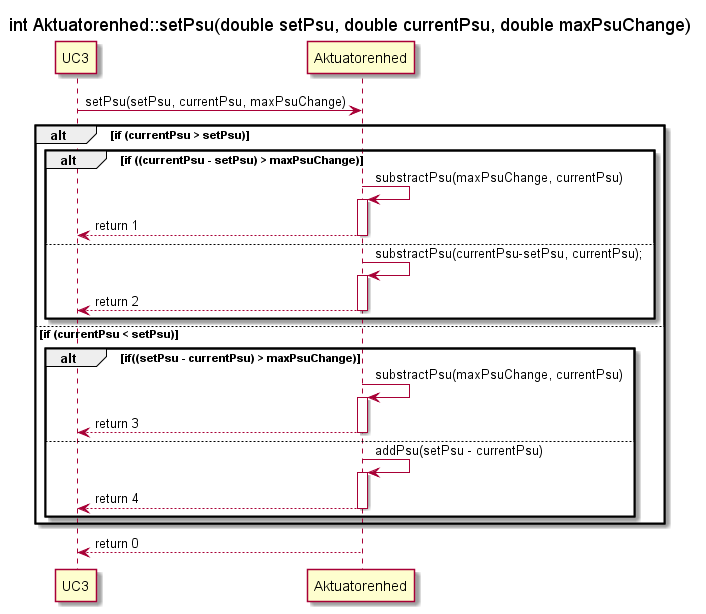 int Aktuatorenhed::setPsu(double setPsu, double currentPsu, double maxPsuChange)
UC3 Aktuatorenhed
setPsu(setPsu, currentPsu, maxPsuChange)
alt [if (currentPsu > setPsu)]
alt [if ((currentPsu - setPsu) > maxPsuChange)]
substractPsu(maxPsuChange, currentPsu)
return 1
substractPsu(currentPsu-setPsu, currentPsu);
return 2
[if (currentPsu < setPsu)]
alt [if((setPsu - currentPsu) > maxPsuChange)]
substractPsu(maxPsuChange, currentPsu)
return 3
addPsu(setPsu - currentPsu)
return 4
return 0
UC3 Aktuatorenhed